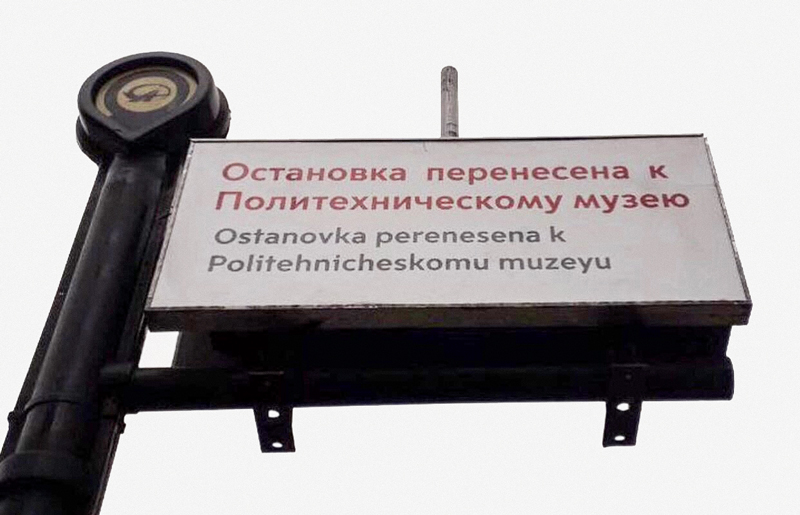 Остановка перенесена к
Политехническому музею
Ostanovka perenesena k
Politehnicheskomu muzeyu